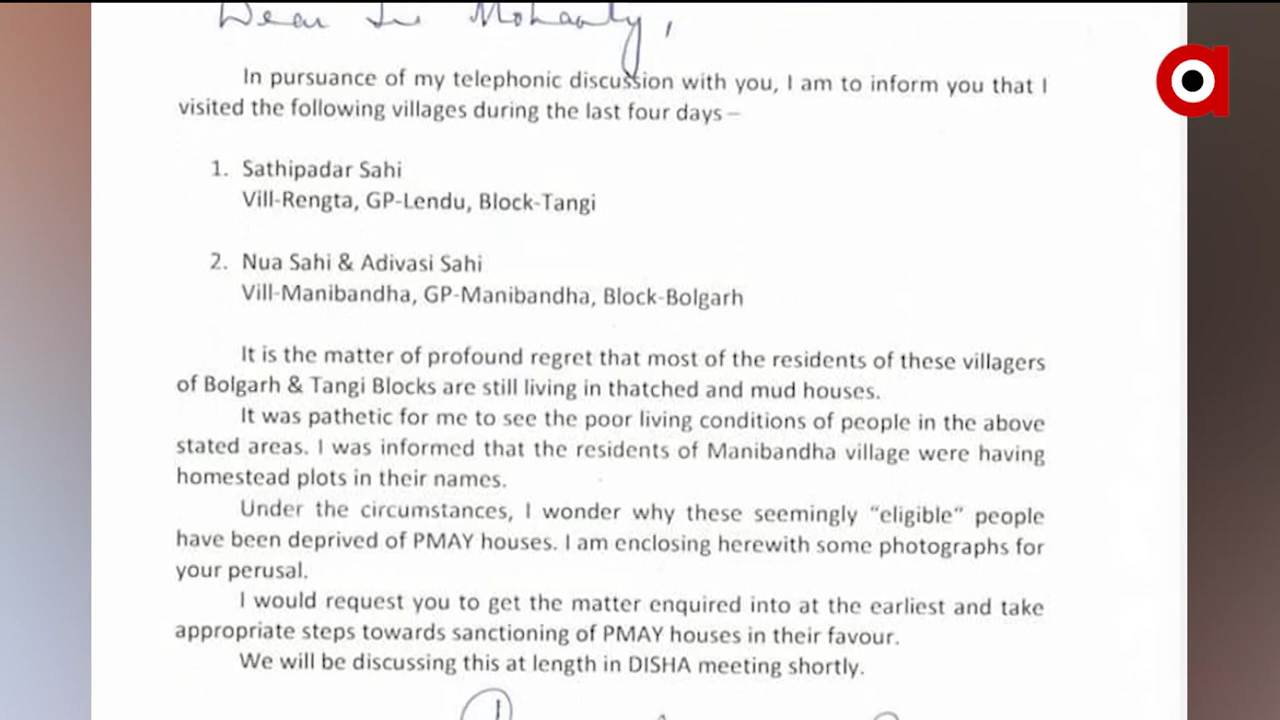 Dear
In pursuance of my telephonic discussion with you, I am to inform you that I
visited the following villages during the last four days –
1. Sathipadar Sahi
Vill-Rengta, GP-Lendu, Block-Tangi
2. Nua Sahi & Adivasi Sahi
Vill-Manibandha, GP-Manibandha, Block-Bolgarh
It is the matter of profound regret that most of the residents of these villagers
of Bolgarh & Tangi Blocks are still living in thatched and mud houses.
It was pathetic for me to see the poor living conditions of people in the above
stated areas. I was informed that the residents of Manibandha village were having
homestead plots in their names.
Under the circumstances, I wonder why these seemingly “eligible” people
have been deprived of PMAY houses. I am enclosing herewith some photographs for
your perusal.
I would request you to get the matter enquired into at the earliest and take
appropriate steps towards sanctioning of PMAY houses in their favour.
We will be discussing this at length in DISHA meeting shortly.